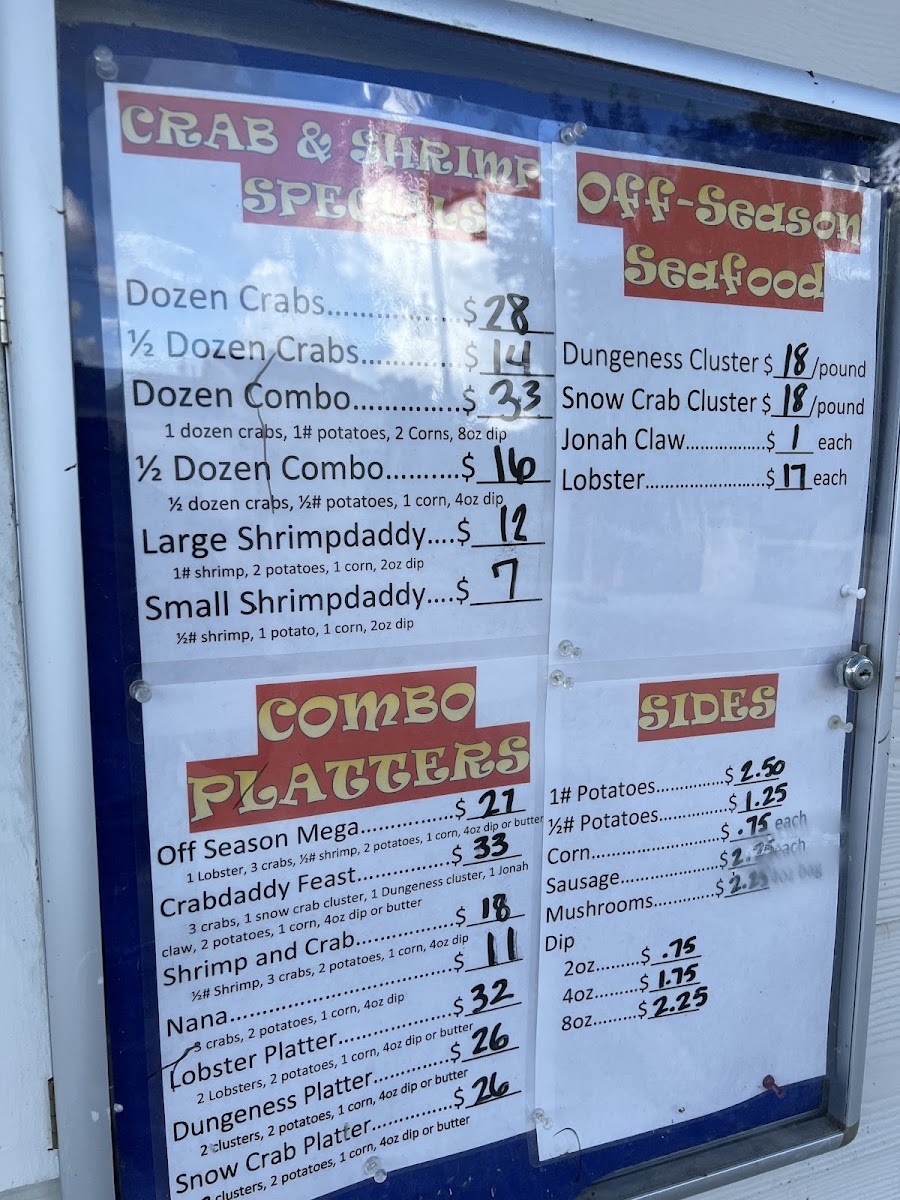 CRAB & SHRIMP
SPECIALS
Dozen Crabs.....................$ 28
½ Dozen Crabs................$ 14
Dozen Combo................$ 33
1 dozen crabs, 1# potatoes, 2 Corns, 8oz dip
½ Dozen Combo..........$ 16
½ dozen crabs, ½# potatoes, 1 corn, 4oz dip
Large Shrimpdaddy....$ 12
1# shrimp, 2 potatoes, 1 corn, 2oz dip
Small Shrimpdaddy....$ 7
½# shrimp, 1 potato, 1 corn, 2oz dip
Off-Season
Seafood
Dungeness Cluster $ 18 /pound
Snow Crab Cluster $ 18 /pound
Jonah Claw................$ 1 each
Lobster.......................$ 17 each
COMBO
PLATTERS
Off Season Mega...............$ 27
1 Lobster, 3 crabs, ½# shrimp, 2 potatoes, 1 corn, 4oz dip or butter
Crabdaddy Feast...............$ 33
3 crabs, 1 snow crab cluster, 1 Dungeness cluster, 1 Jonah
claw, 2 potatoes, 1 corn, 4oz dip or butter
Shrimp and Crab...............$ 18
½# Shrimp, 3 crabs, 2 potatoes, 1 corn, 4oz dip
Nana...................................$ 11
3 crabs, 2 potatoes, 1 corn, 4oz dip
Lobster Platter..................$ 32
2 Lobsters, 2 potatoes, 1 corn, 4oz dip or butter
Dungeness Platter............$ 26
2 clusters, 2 potatoes, 1 corn, 4oz dip or butter
Snow Crab Platter.............$ 26
clusters, 2 potatoes, 1 corn, 4oz dip or butter
SIDES
1# Potatoes...............$ 2.50
½# Potatoes...............$ 1.25
Corn.............................$ .75 each
Sausage......................$ 2.25 each
Mushrooms..............$ 2.25
Dip
2oz.........$ .75
4oz.........$ 1.75
8oz.........$ 2.25